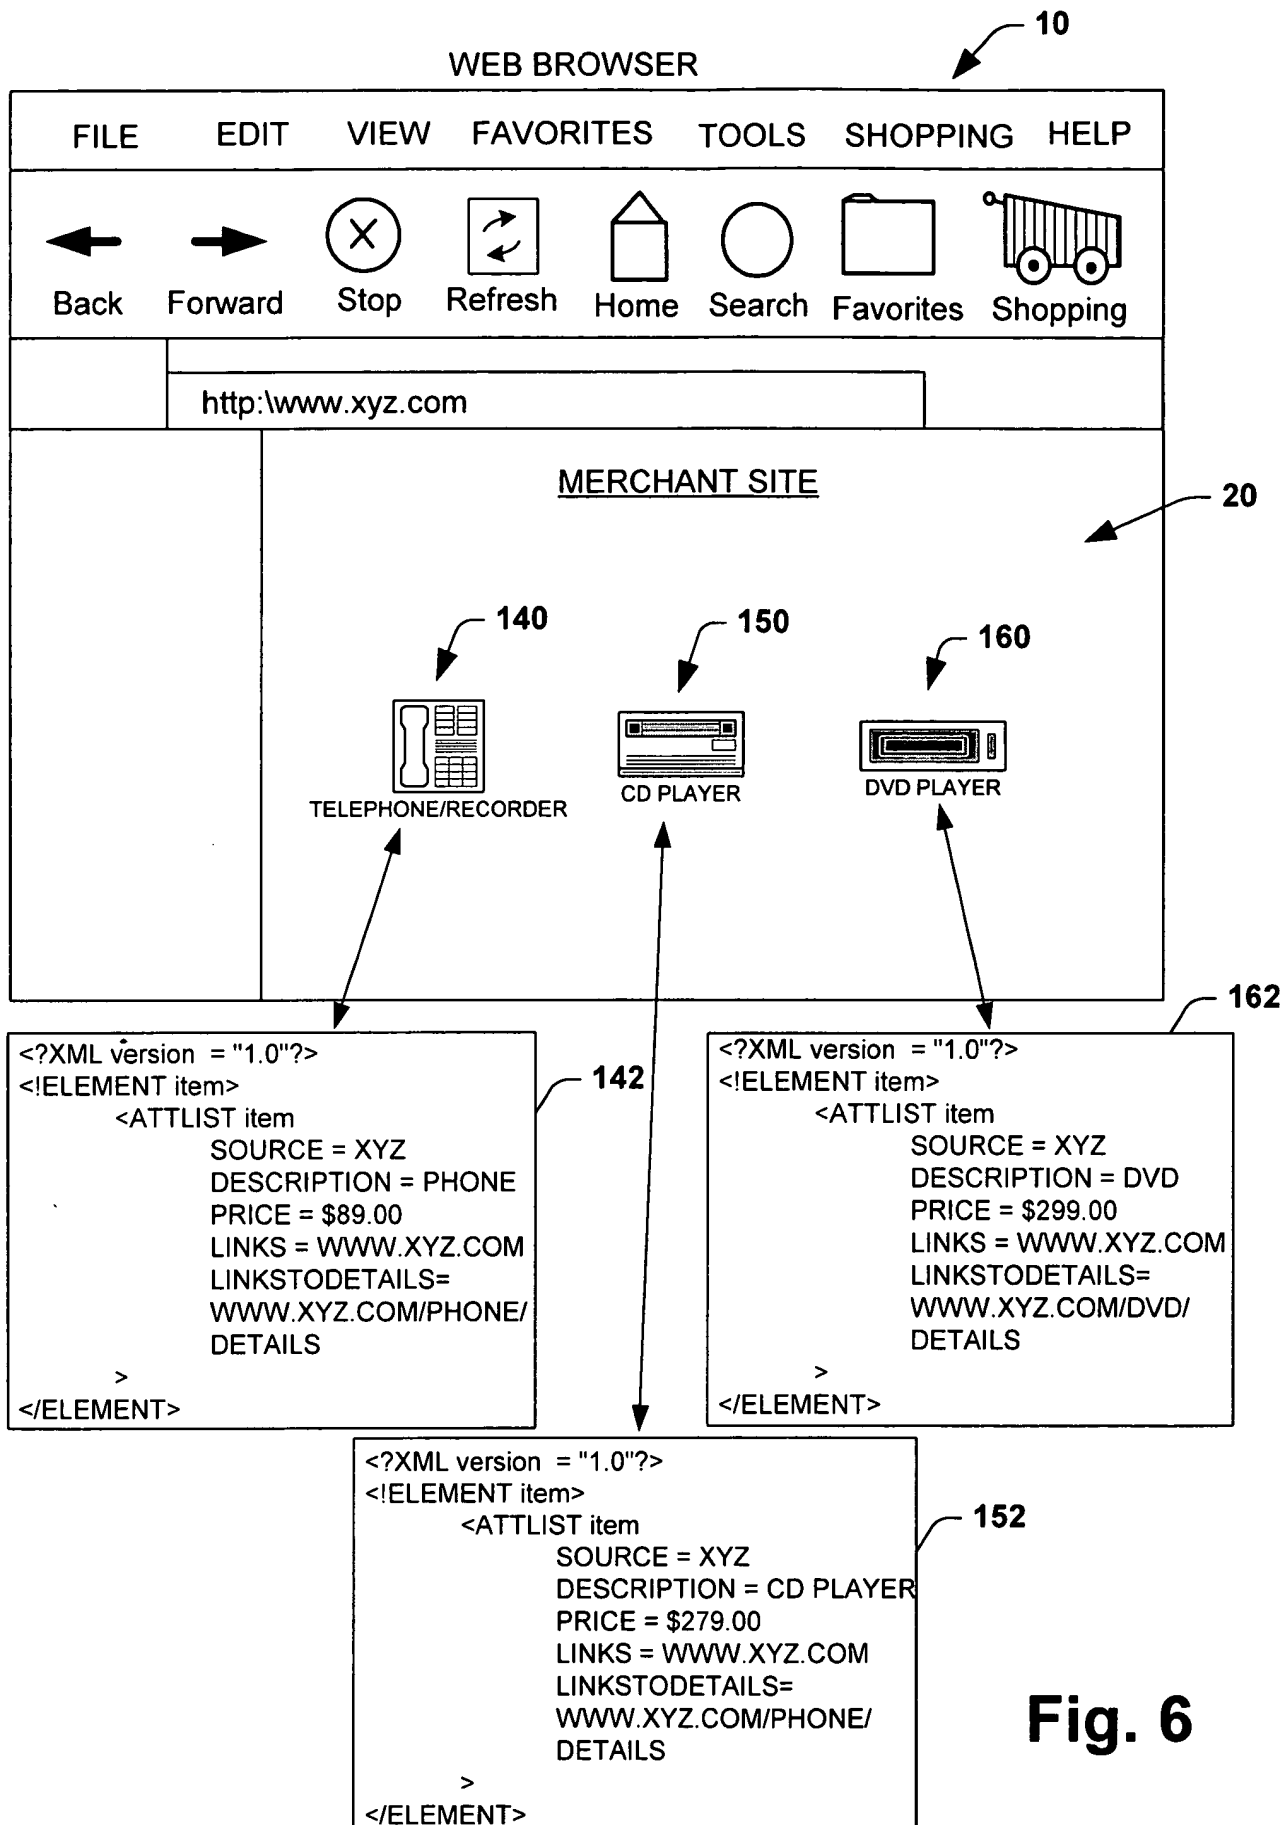 10
WEB BROWSER
FILE EDIT VIEW FAVORITES TOOLS SHOPPING HELP
Back Forward Stop Refresh Home Search Favorites Shopping
http:\www.xyz.com
MERCHANT SITE
20
140 150 160
TELEPHONE/RECORDER CD PLAYER DVD PLAYER
142
<?XML version = "1.0"?>
<!ELEMENT item>
<ATTLIST item
SOURCE = XYZ
DESCRIPTION = PHONE
PRICE = $89.00
LINKS = WWW.XYZ.COM
LINKSTODETAILS=
WWW.XYZ.COM/PHONE/
DETAILS
>
</ELEMENT>
162
<?XML version = "1.0"?>
<!ELEMENT item>
<ATTLIST item
SOURCE = XYZ
DESCRIPTION = DVD
PRICE = $299.00
LINKS = WWW.XYZ.COM
LINKSTODETAILS=
WWW.XYZ.COM/DVD/
DETAILS
>
</ELEMENT>
152
<?XML version = "1.0"?>
<!ELEMENT item>
<ATTLIST item
SOURCE = XYZ
DESCRIPTION = CD PLAYER
PRICE = $279.00
LINKS = WWW.XYZ.COM
LINKSTODETAILS=
WWW.XYZ.COM/PHONE/
DETAILS
>
</ELEMENT>
Fig. 6